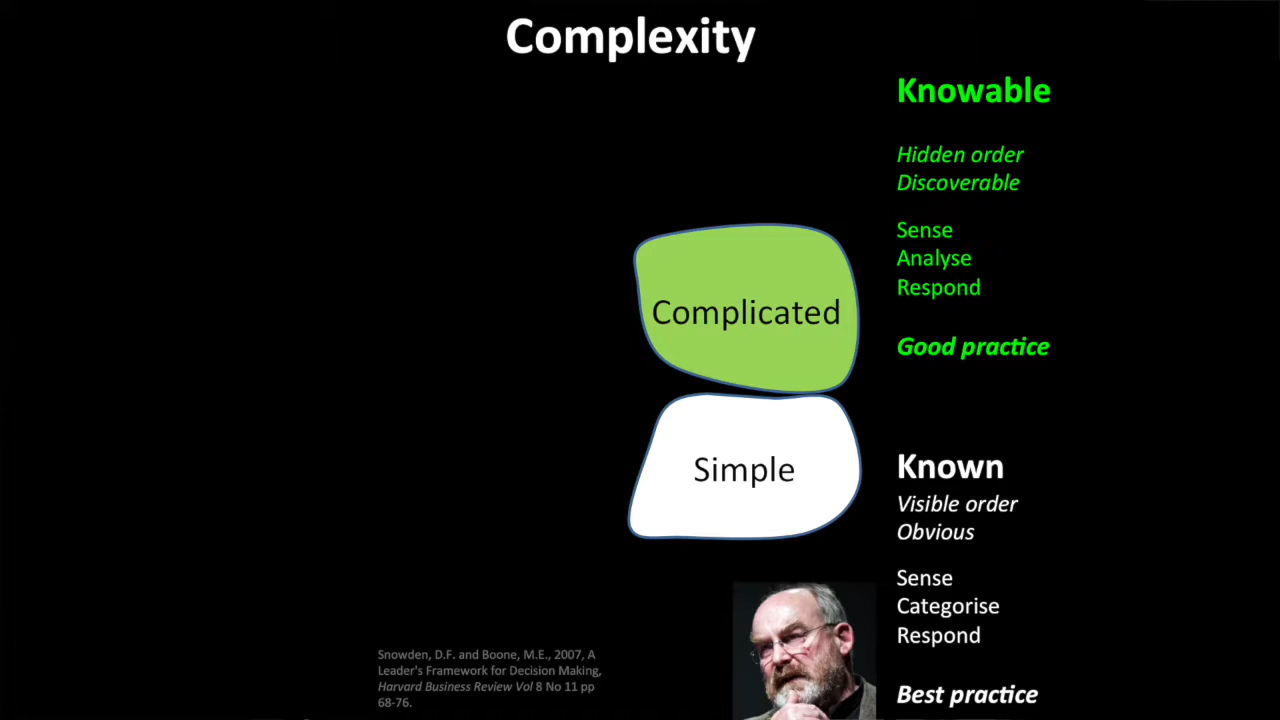 Complexity
Knowable
Hidden order
Discoverable
Sense
Analyse
Respond
Good practice
Complicated
Simple
Known
Visible order
Obvious
Sense
Categorise
Respond
Best practice
Snowden, D.F. and Boone, M.E., 2007, A
Leader's Framework for Decision Making,
Harvard Business Review Vol 8 No 11 pp
68-76.